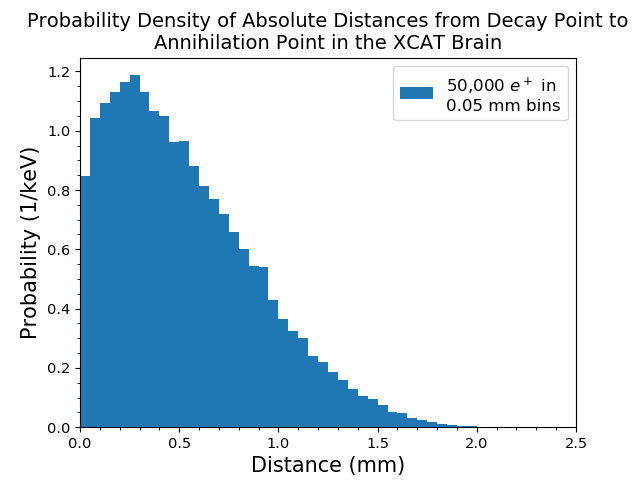 Probability Density of Absolute Distances from Decay Point to
Annihilation Point in the XCAT Brain
50,000 e⁺ in
0.05 mm bins
Probability (1/keV)
1.2
1.0
0.8
0.6
0.4
0.2
0.0
0.0 0.5 1.0 1.5 2.0 2.5
Distance (mm)